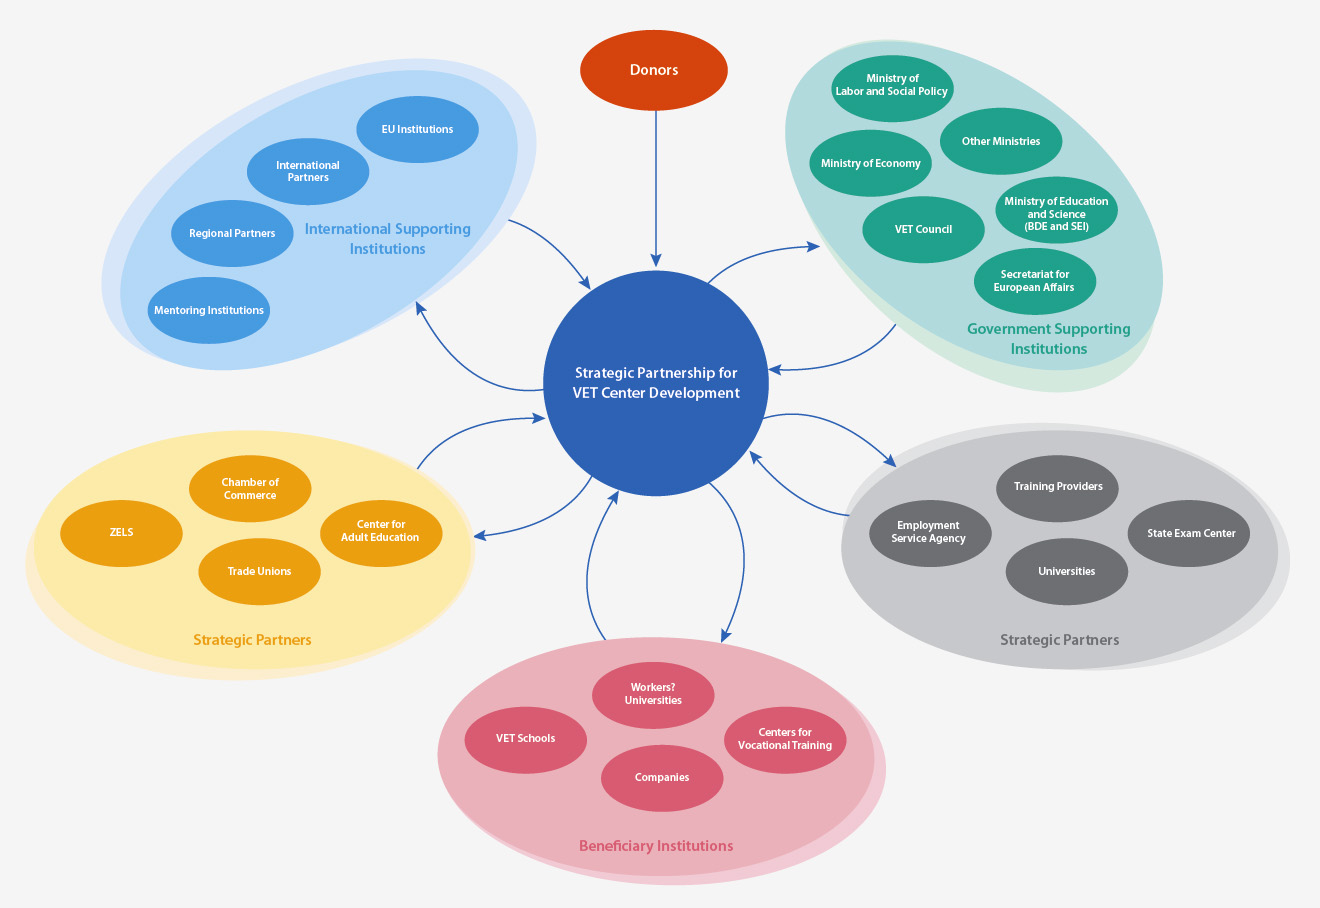 Donors
EU Institutions
International
Partners
Regional Partners
International Supporting
Institutions
Mentoring Institutions
Ministry of
Labor and Social Policy
Other Ministries
Ministry of Economy
Ministry of Education
and Science
(BDE and SEI)
VET Council
Secretariat for
European Affairs
Government Supporting
Institutions
Strategic Partnership for
VET Center Development
Chamber of
Commerce
ZELS
Center for
Adult Education
Trade Unions
Strategic Partners
Training Providers
Employment
Service Agency
State Exam Center
Universities
Strategic Partners
Workers?
Universities
VET Schools
Centers for
Vocational Training
Companies
Beneficiary Institutions